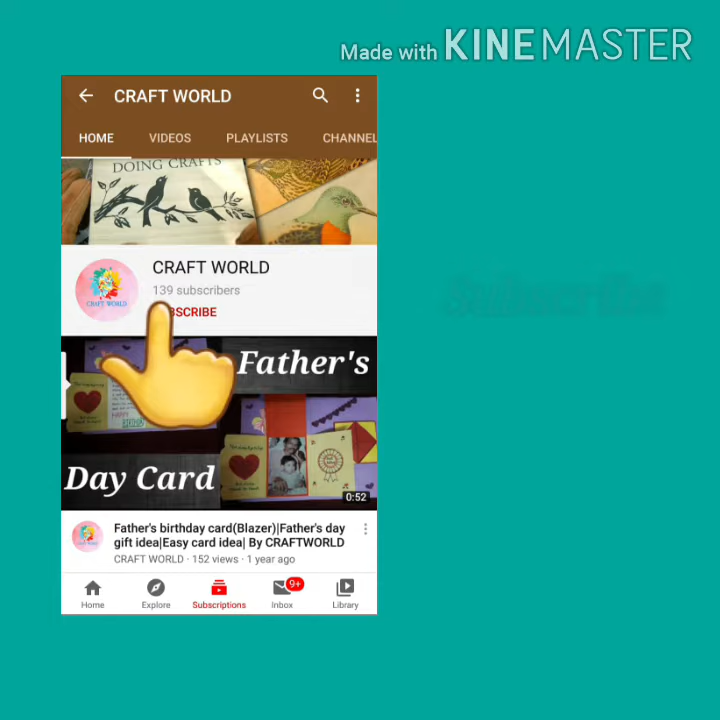 Made with KINEMASTER
CRAFT WORLD
HOME VIDEOS PLAYLISTS CHANNEL
DOING CRAFTS
CRAFT WORLD
139 subscribers
CRAFT WORLD
SCRIBE
Father's
Day Card
0:52
Father's birthday card(Blazer)|Father's day
gift idea|Easy card idea| By CRAFTWORLD
CRAFT WORLD · 152 views · 1 year ago
9+
Home Explore Subscriptions Inbox Library